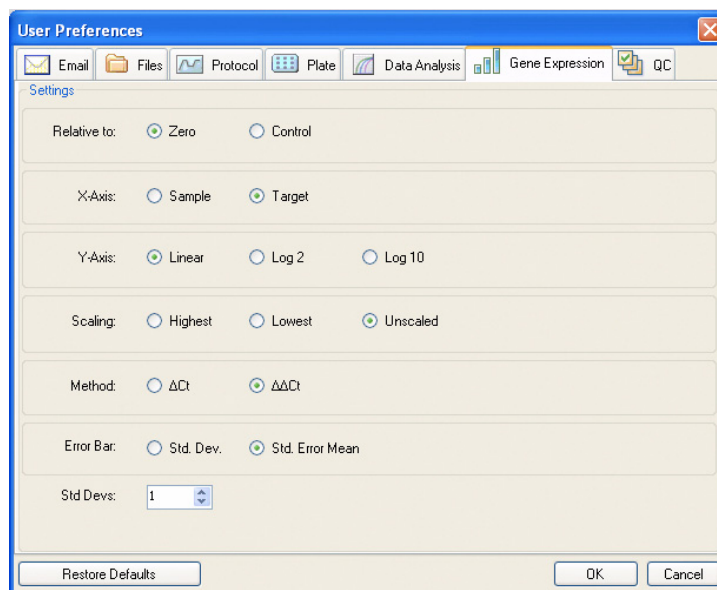 User Preferences
Email Files Protocol Plate Data Analysis Gene Expression QC
Settings
Relative to: Zero Control
X-Axis: Sample Target
Y-Axis: Linear Log 2 Log 10
Scaling: Highest Lowest Unscaled
Method: ΔCt ΔΔCt
Error Bar: Std. Dev. Std. Error Mean
Std Devs: 1
Restore Defaults OK Cancel